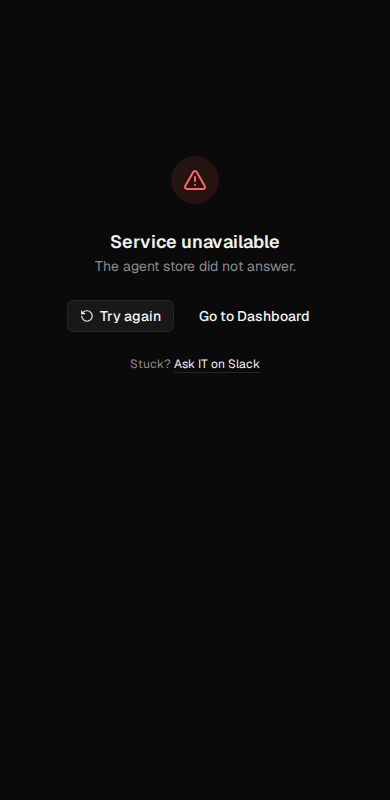 Service unavailable
The agent store did not answer.
Try again
Go to Dashboard
Stuck? Ask IT on Slack